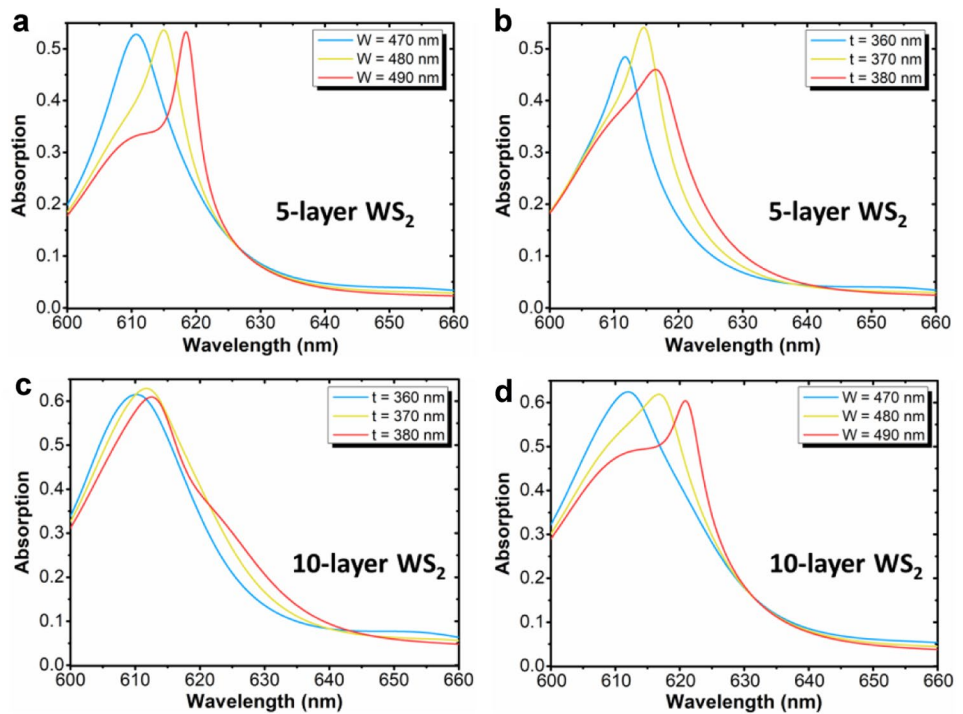 a
W = 470 nm
W = 480 nm
W = 490 nm
5-layer WS₂
Absorption
0.5
0.4
0.3
0.2
0.1
0.0
600 610 620 630 640 650 660
Wavelength (nm)
b
t = 360 nm
t = 370 nm
t = 380 nm
5-layer WS₂
Absorption
0.5
0.4
0.3
0.2
0.1
0.0
600 610 620 630 640 650 660
Wavelength (nm)
c
t = 360 nm
t = 370 nm
t = 380 nm
10-layer WS₂
Absorption
0.6
0.5
0.4
0.3
0.2
0.1
0.0
600 610 620 630 640 650 660
Wavelength (nm)
d
W = 470 nm
W = 480 nm
W = 490 nm
10-layer WS₂
Absorption
0.6
0.5
0.4
0.3
0.2
0.1
0.0
600 610 620 630 640 650 660
Wavelength (nm)